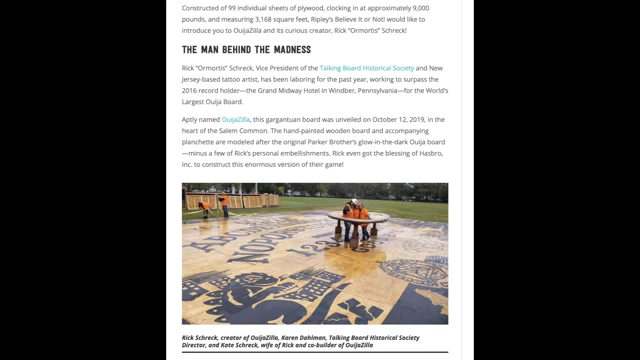 Constructed of 99 individual sheets of plywood, clocking in at approximately 9,000
pounds, and measuring 3,168 square feet, Ripley's Believe It or Not! would like to
introduce you to OuijaZilla and its curious creator, Rick "Ormortis" Schreck!
THE MAN BEHIND THE MADNESS
Rick "Ormortis" Schreck, Vice President of the Talking Board Historical Society and New
Jersey-based tattoo artist, has been laboring for the past year, working to surpass the
2016 record holder—the Grand Midway Hotel in Windber, Pennsylvania—for the World's
Largest Ouija Board.
Aptly named OuijaZilla, this gargantuan board was unveiled on October 12, 2019, in the
heart of the Salem Common. The hand-painted wooden board and accompanying
planchette are modeled after the original Parker Brother's glow-in-the-dark Ouija board
—minus a few of Rick's personal embellishments. Rick even got the blessing of Hasbro,
Inc. to construct this enormous version of their game!
Rick Schreck, creator of OuijaZilla, Karen Dahlman, Talking Board Historical Society
Director, and Kate Schreck, wife of Rick and co-builder of OuijaZilla